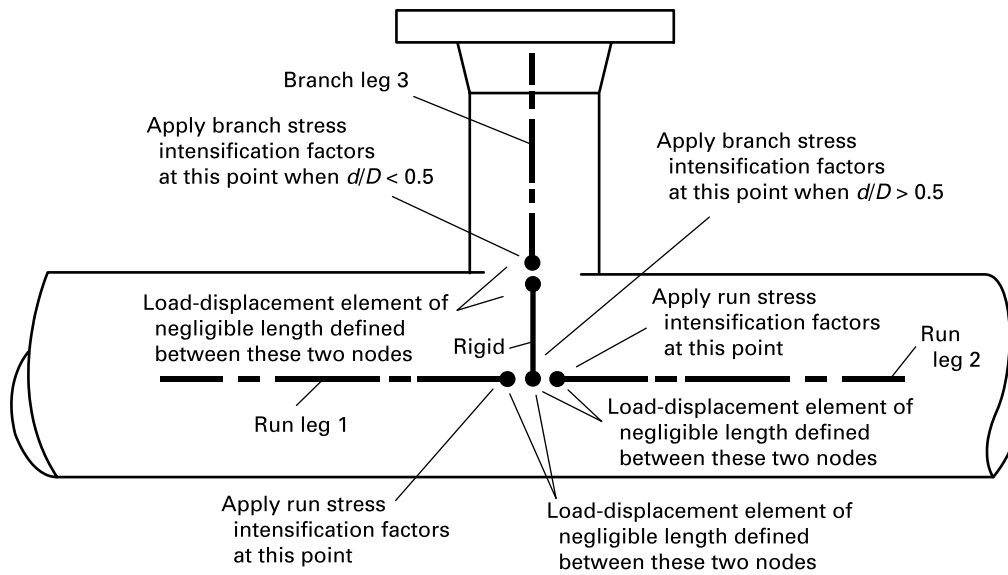 Branch leg 3
Apply branch stress
intensification factors
at this point when d/D < 0.5
Apply branch stress
intensification factors
at this point when d/D > 0.5
Load-displacement element of
negligible length defined
between these two nodes
Rigid
Apply run stress
intensification factors
at this point
Run
leg 2
Run leg 1
Load-displacement element of
negligible length defined
between these two nodes
Apply run stress
intensification factors
at this point
Load-displacement element of
negligible length defined
between these two nodes